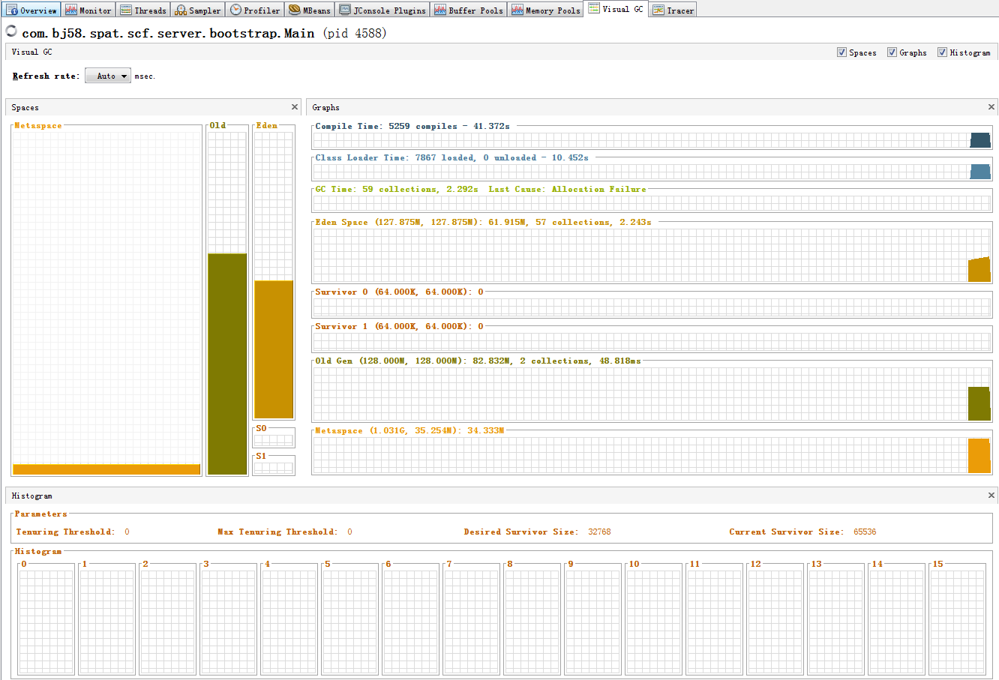 Overview Monitor Threads Sampler Profiler MBeans JConsole Plugins Buffer Pools Memory Pools Visual GC Tracer
com.bj58.spat.scf.server.bootstrap.Main (pid 4588)
Visual GC Spaces Graphs Histogram
Refresh rate: Auto msec.
Spaces
Metaspace Old Eden
S0
S1
Graphs
Compile Time: 5259 compiles - 41.372s
Class Loader Time: 7867 loaded, 0 unloaded - 10.452s
GC Time: 59 collections, 2.292s Last Cause: Allocation Failure
Eden Space (127.875M, 127.875M): 61.915M, 57 collections, 2.243s
Survivor 0 (64.000K, 64.000K): 0
Survivor 1 (64.000K, 64.000K): 0
Old Gen (128.000M, 128.000M): 82.832M, 2 collections, 48.818ms
Metaspace (1.031G, 35.254M): 34.333M
Histogram
Parameters
Tenuring Threshold: 0 Max Tenuring Threshold: 0 Desired Survivor Size: 32768 Current Survivor Size: 65536
Histogram
0 1 2 3 4 5 6 7 8 9 10 11 12 13 14 15